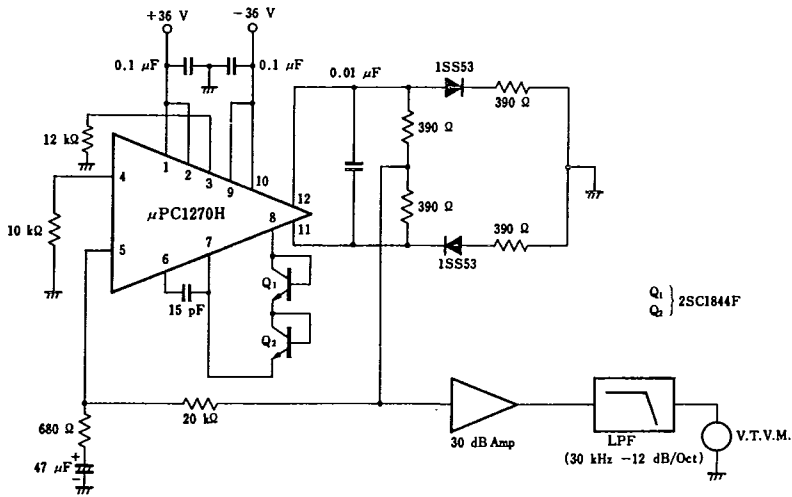 +36 V
−36 V
0.1 μF
0.1 μF
0.01 μF
1SS53
390 Ω
390 Ω
12 kΩ
4
1
2
3
9
10
12
μPC1270H
390 Ω
10 kΩ
8
11
390 Ω
5
7
1SS53
6
Q₁
15 pF
Q₂
Q₁
Q₂
} 2SC1844F
20 kΩ
680 Ω
30 dB Amp
LPF
V.T.V.M.
(30 kHz −12 dB/Oct)
+
47 μF
−